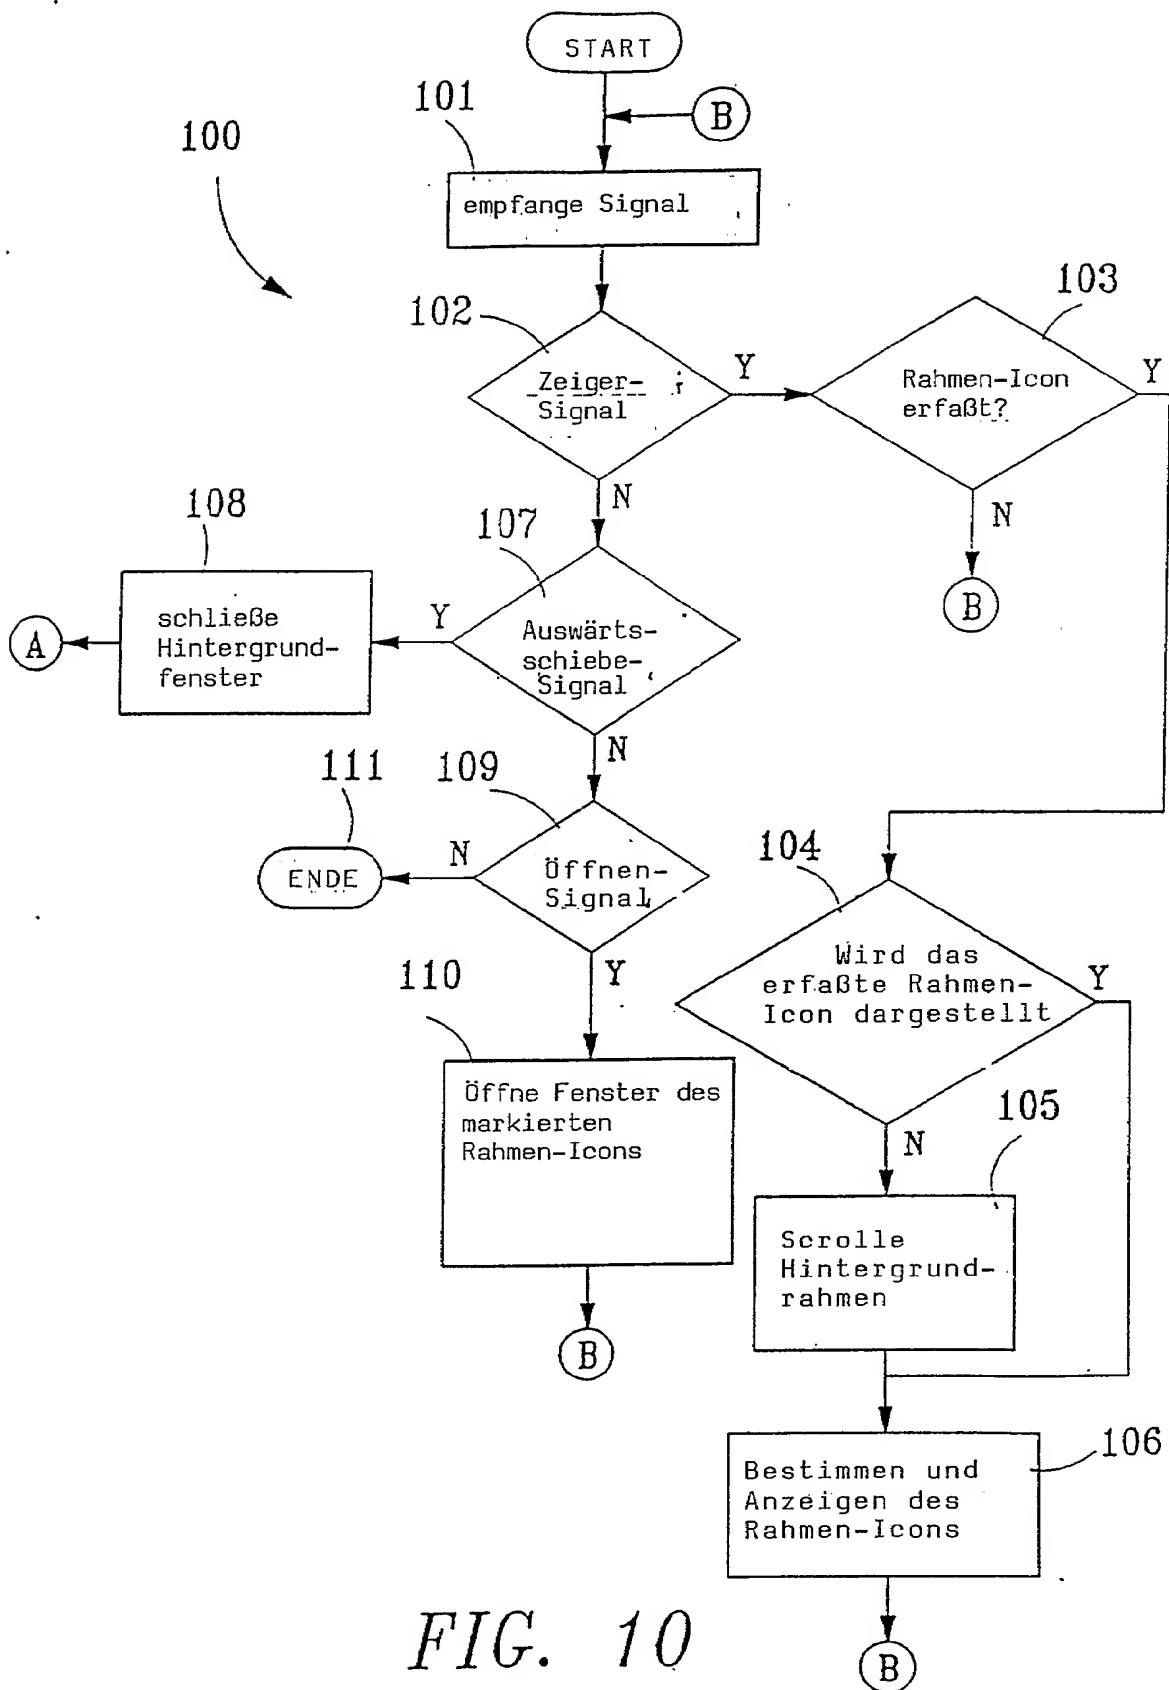 START
101
B
100
empfange Signal
102
Zeiger-
Signal
Y
103
Rahmen-Icon
erfaßt?
Y
N
N
B
108
107
schließe
Hintergrund-
fenster
A
Y
Auswärts-
schiebe-
Signal
N
111
109
ENDE
N
Öffnen-
Signal
Y
104
Wird das
erfaßte Rahmen-
Icon dargestellt
Y
110
Öffne Fenster des
markierten
Rahmen-Icons
N
105
Scrolle
Hintergrund-
rahmen
B
106
Bestimmen und
Anzeigen des
Rahmen-Icons
B
FIG. 10